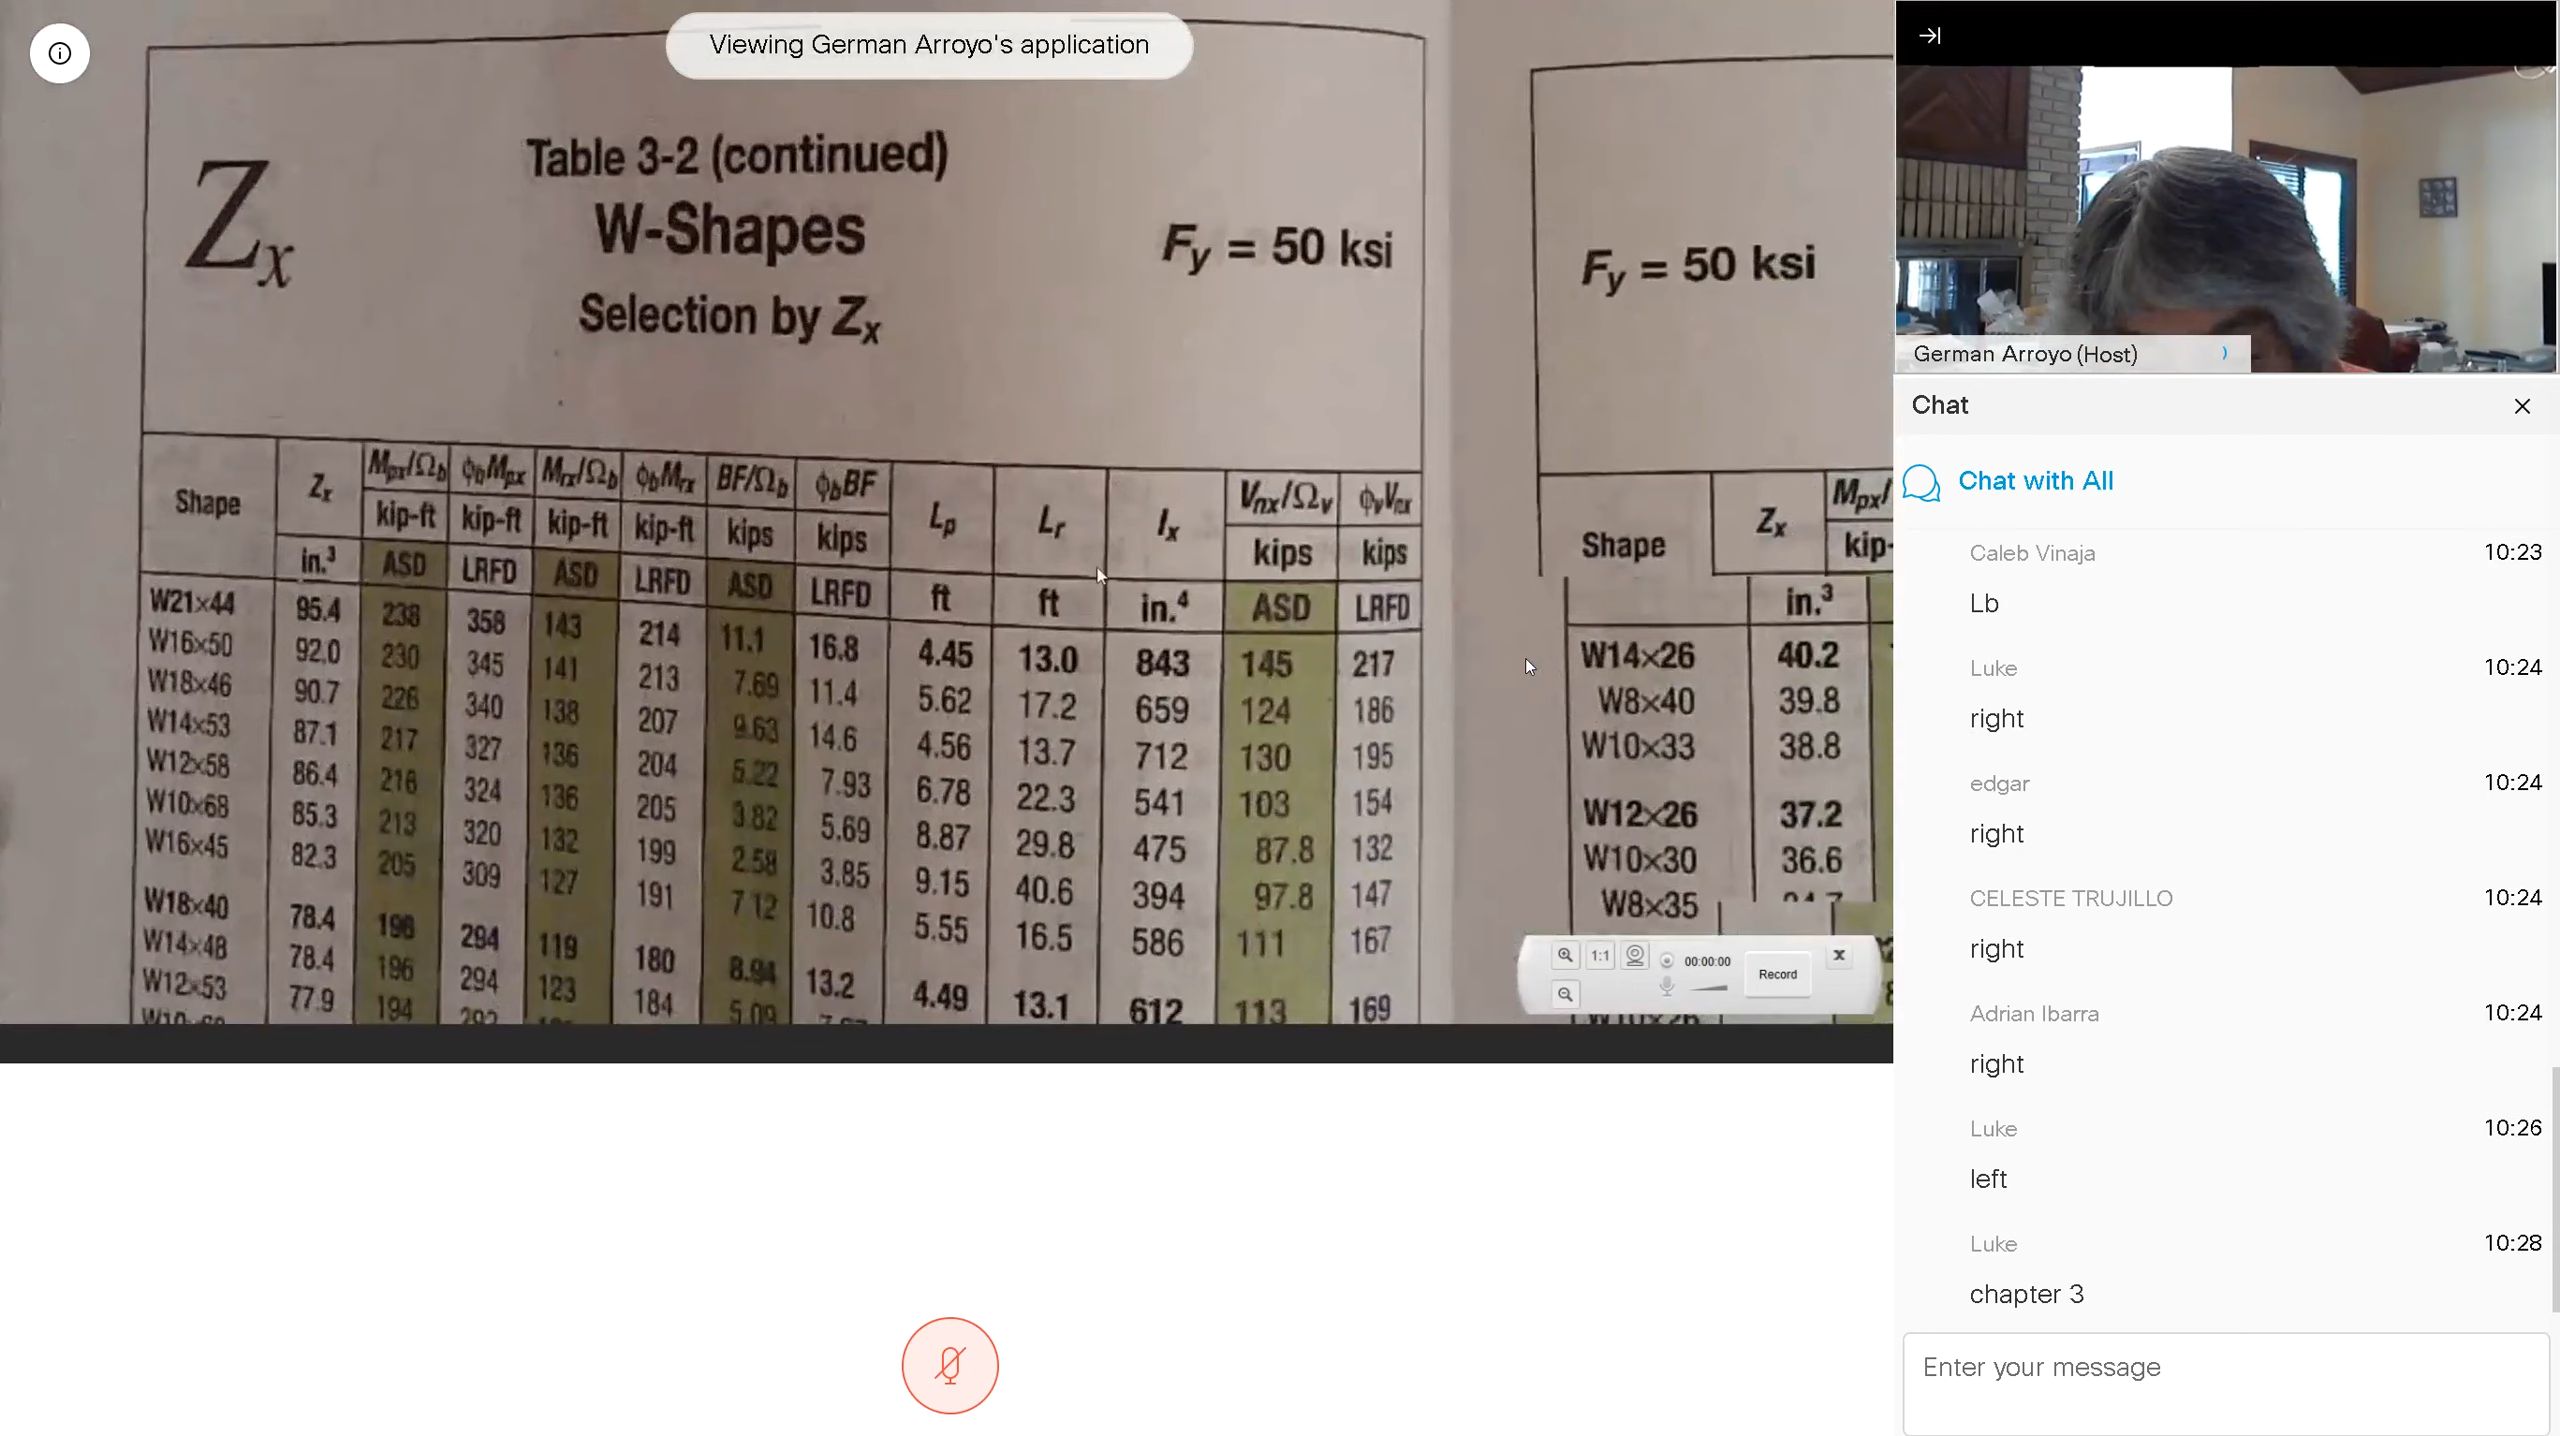 Viewing German Arroyo's application
Zx
Table 3-2 (continued)
W-Shapes
Selection by Zx
Fy = 50 ksi
Shape Zx Mpx/Ωb ϕbMpx Mrx/Ωb ϕbMrx BF/Ωb ϕbBF Lp Lr Ix Vnx/Ωv ϕvVnx
kip-ft kip-ft kip-ft kip-ft kips kips kips kips
in.³ ASD LRFD ASD LRFD ASD LRFD ft ft in.⁴ ASD LRFD
W21×44 95.4 238 358 143 214 11.1 16.8 4.45 13.0 843 145 217
W16×50 92.0 230 345 141 213 7.69 11.4 5.62 17.2 659 124 186
W18×46 90.7 226 340 138 207 9.63 14.6 4.56 13.7 712 130 195
W14×53 87.1 217 327 136 204 5.22 7.93 6.78 22.3 541 103 154
W12×58 86.4 216 324 136 205 3.82 5.69 8.87 29.8 475 87.8 132
W10×68 85.3 213 320 132 199 2.58 3.85 9.15 40.6 394 97.8 147
W16×45 82.3 205 309 127 191 7.12 10.8 5.55 16.5 586 111 167
W18×40 78.4 196 294 119 180 8.94 13.2 4.49 13.1 612 113 169
W14×48 78.4 196 294 123 184 5.09
W12×53 77.9 194 292
Fy = 50 ksi
Shape Zx Mpx/
kip-
in.³
W14×26 40.2
W8×40 39.8
W10×33 38.8
W12×26 37.2
W10×30 36.6
W8×35
1:1
00:00:00
Record
German Arroyo (Host)
Chat
Chat with All
Caleb Vinaja 10:23
Lb
Luke 10:24
right
edgar 10:24
right
CELESTE TRUJILLO 10:24
right
Adrian Ibarra 10:24
right
Luke 10:26
left
Luke 10:28
chapter 3
Enter your message